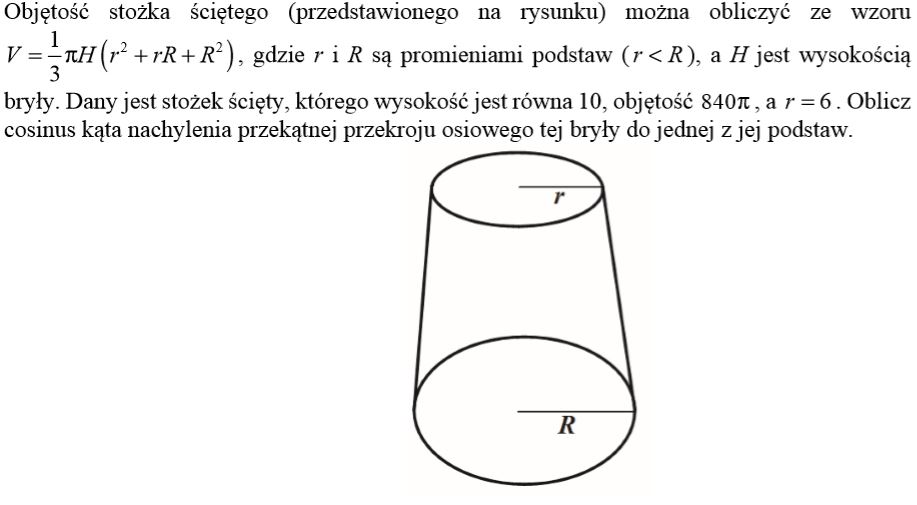 Objętość stożka ściętego (przedstawionego na rysunku) można obliczyć ze wzoru
V = 1/3 πH(r² + rR + R²), gdzie r i R są promieniami podstaw (r < R), a H jest wysokością
bryły. Dany jest stożek ścięty, którego wysokość jest równa 10, objętość 840π, a r = 6. Oblicz
cosinus kąta nachylenia przekątnej przekroju osiowego tej bryły do jednej z jej podstaw.
r
R